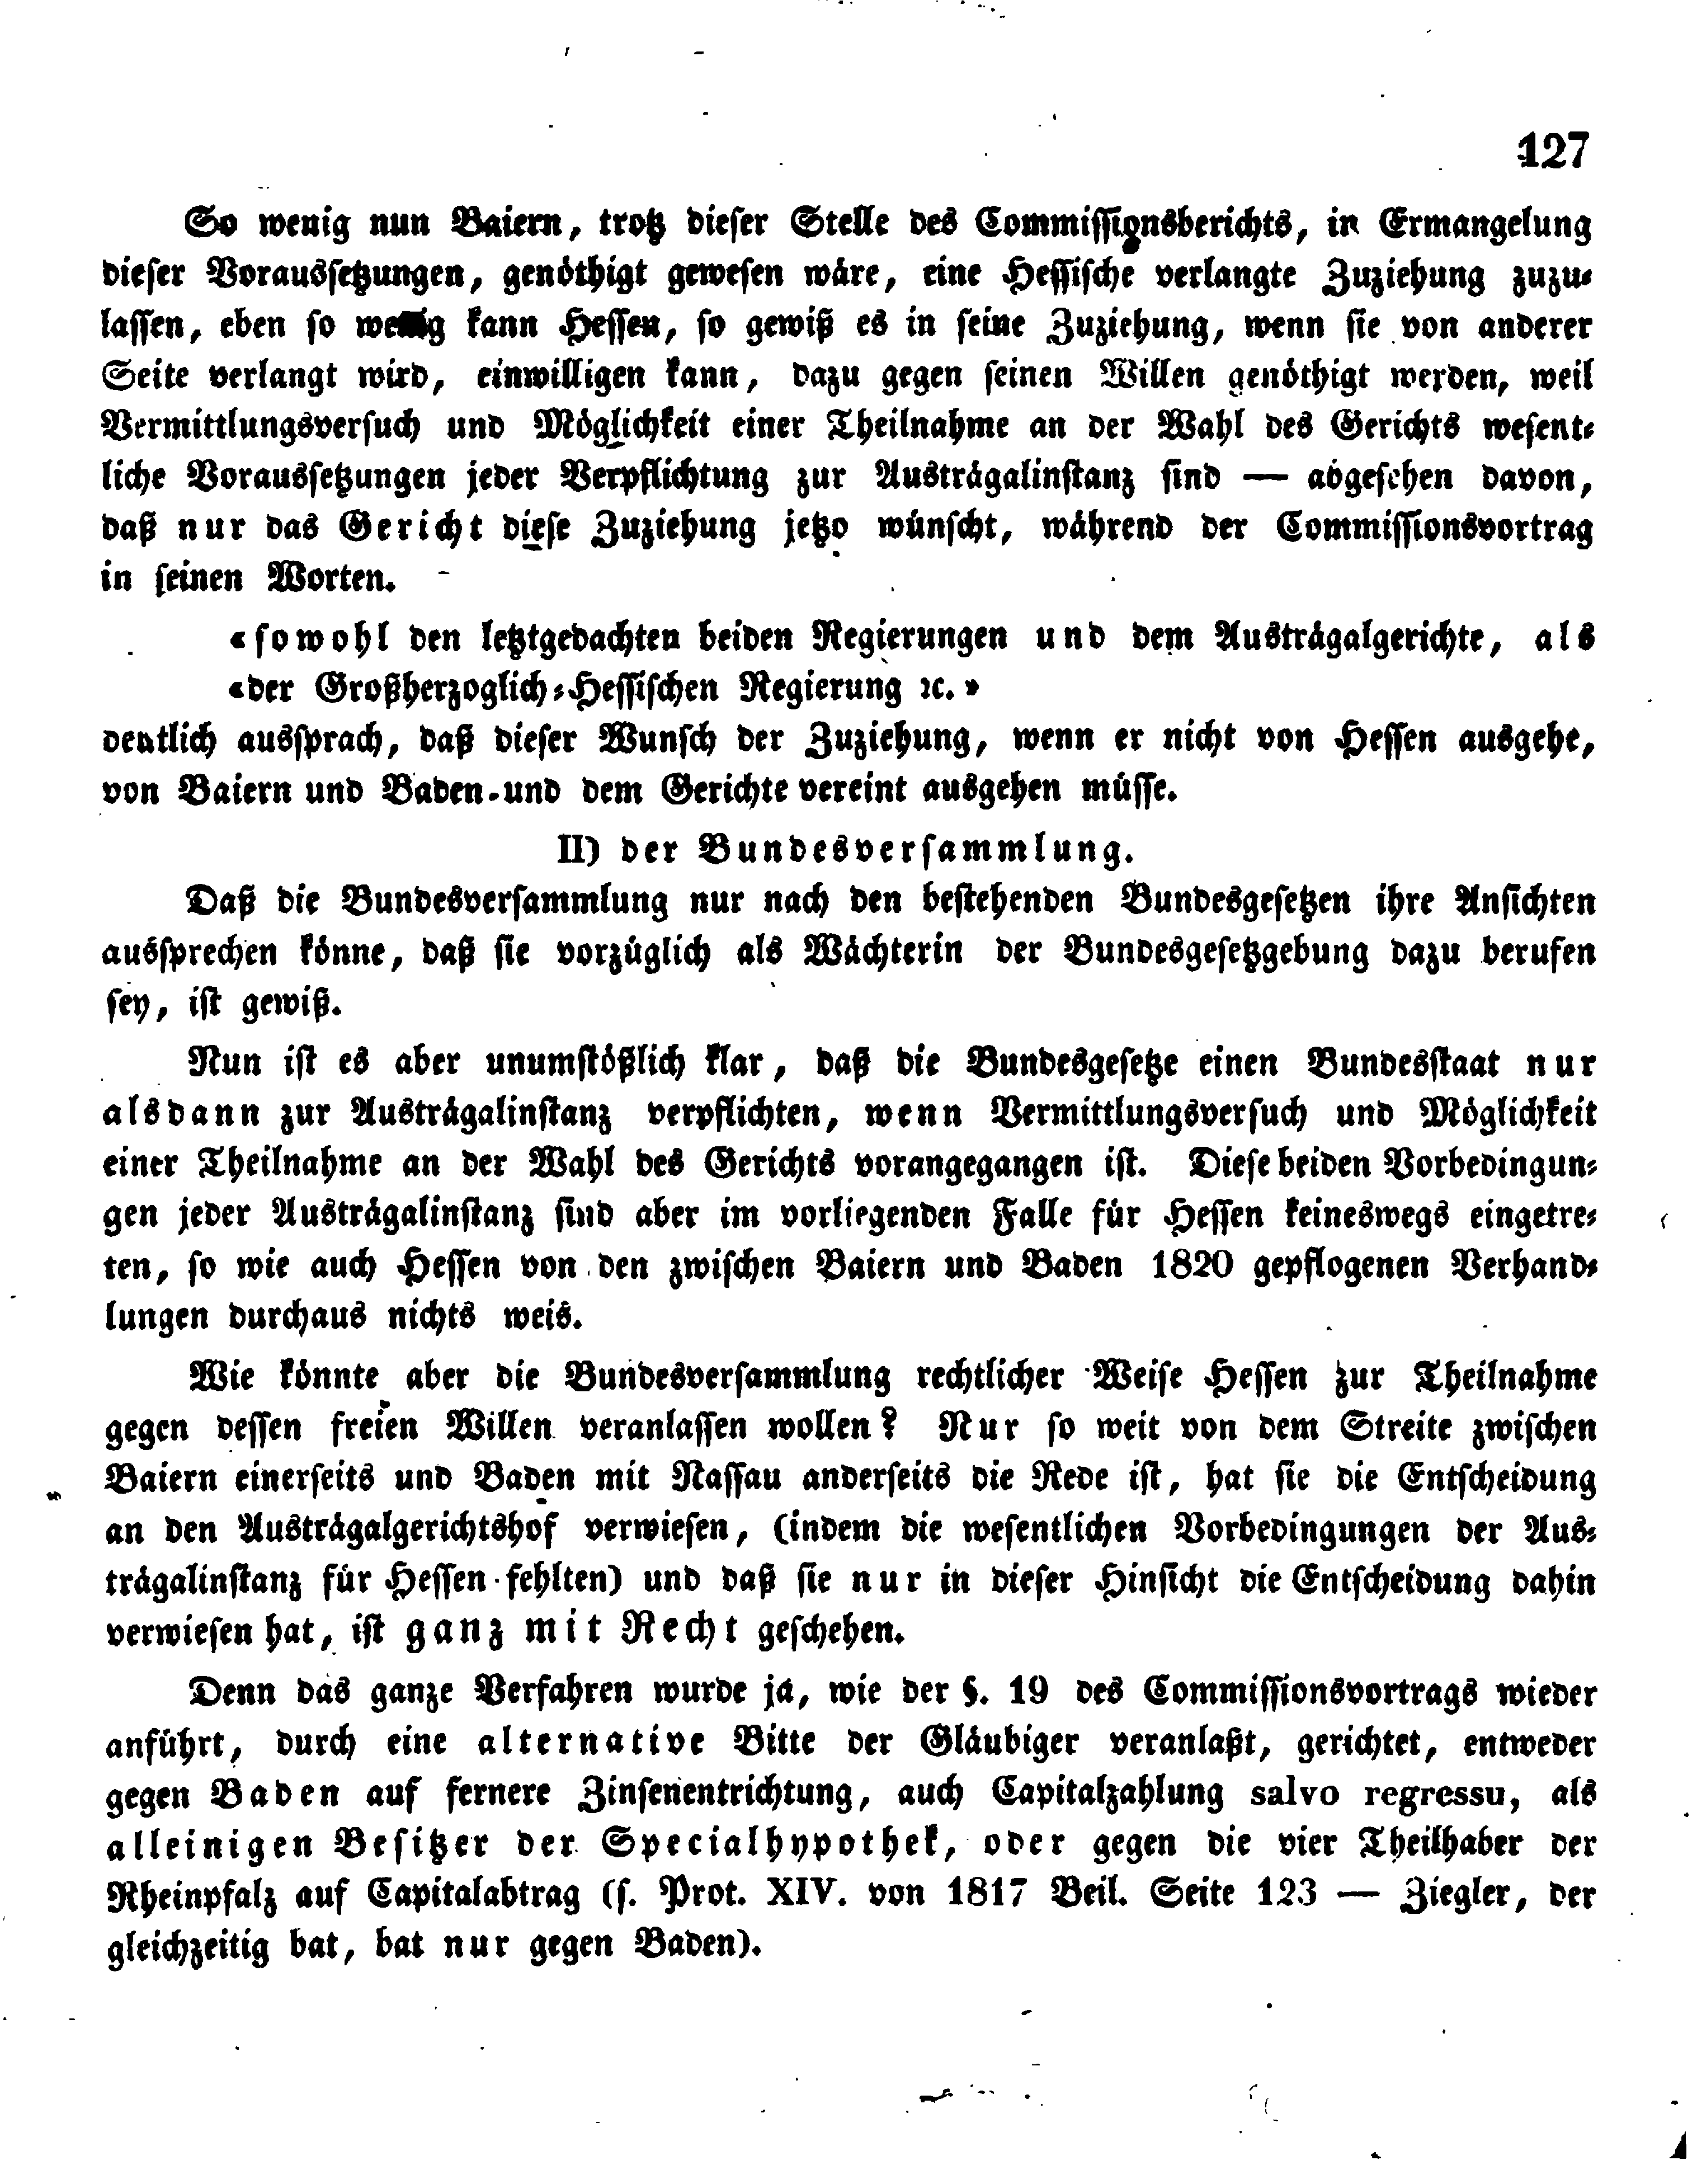 127
So wenig nun Baiern, trotz dieser Stelle des Commissionsberichts, in Ermangelung
dieser Voraussetzungen, genöthigt gewesen wäre, eine Hessische verlangte Zuziehung zuzu-
lassen, eben so wenig kann Hessen, so gewiß es in seine Zuziehung, wenn sie von anderer
Seite verlangt wird, einwilligen kann, dazu gegen seinen Willen genöthigt werden, weil
Vermittlungsversuch und Möglichkeit einer Theilnahme an der Wahl des Gerichts wesent-
liche Voraussetzungen jeder Verpflichtung zur Austrägalinstanz sind — abgesehen davon,
daß nur das Gericht diese Zuziehung jetzo wünscht, während der Commissionsvortrag
in seinen Worten.
«sowohl den letztgedachten beiden Regierungen und dem Austrägalgerichte, als
«der Großherzoglich-Hessischen Regierung ꝛc.»
deutlich aussprach, daß dieser Wunsch der Zuziehung, wenn er nicht von Hessen ausgehe,
von Baiern und Baden und dem Gerichte vereint ausgehen müsse.
II) der Bundesversammlung.
Daß die Bundesversammlung nur nach den bestehenden Bundesgesetzen ihre Ansichten
aussprechen könne, daß sie vorzüglich als Wächterin der Bundesgesetzgebung dazu berufen
sey, ist gewiß.
Nun ist es aber unumstößlich klar, daß die Bundesgesetze einen Bundesstaat nur
alsdann zur Austrägalinstanz verpflichten, wenn Vermittlungsversuch und Möglichkeit
einer Theilnahme an der Wahl des Gerichts vorangegangen ist. Diese beiden Vorbedingun-
gen jeder Austrägalinstanz sind aber im vorliegenden Falle für Hessen keineswegs eingetre-
ten, so wie auch Hessen von den zwischen Baiern und Baden 1820 gepflogenen Verhand-
lungen durchaus nichts weis.
Wie könnte aber die Bundesversammlung rechtlicher Weise Hessen zur Theilnahme
gegen dessen freien Willen veranlassen wollen? Nur so weit von dem Streite zwischen
Baiern einerseits und Baden mit Nassau anderseits die Rede ist, hat sie die Entscheidung
an den Austrägalgerichtshof verwiesen, (indem die wesentlichen Vorbedingungen der Aus-
trägalinstanz für Hessen fehlten) und daß sie nur in dieser Hinsicht die Entscheidung dahin
verwiesen hat, ist ganz mit Recht geschehen.
Denn das ganze Verfahren wurde ja, wie der §. 19 des Commissionsvortrags wieder
anführt, durch eine alternative Bitte der Gläubiger veranlaßt, gerichtet, entweder
gegen Baden auf fernere Zinsenentrichtung, auch Capitalzahlung salvo regressu, als
alleinigen Besitzer der Specialhypothek, oder gegen die vier Theilhaber der
Rheinpfalz auf Capitalabtrag (s. Prot. XIV. von 1817 Beil. Seite 123 — Ziegler, der
gleichzeitig bat, bat nur gegen Baden).